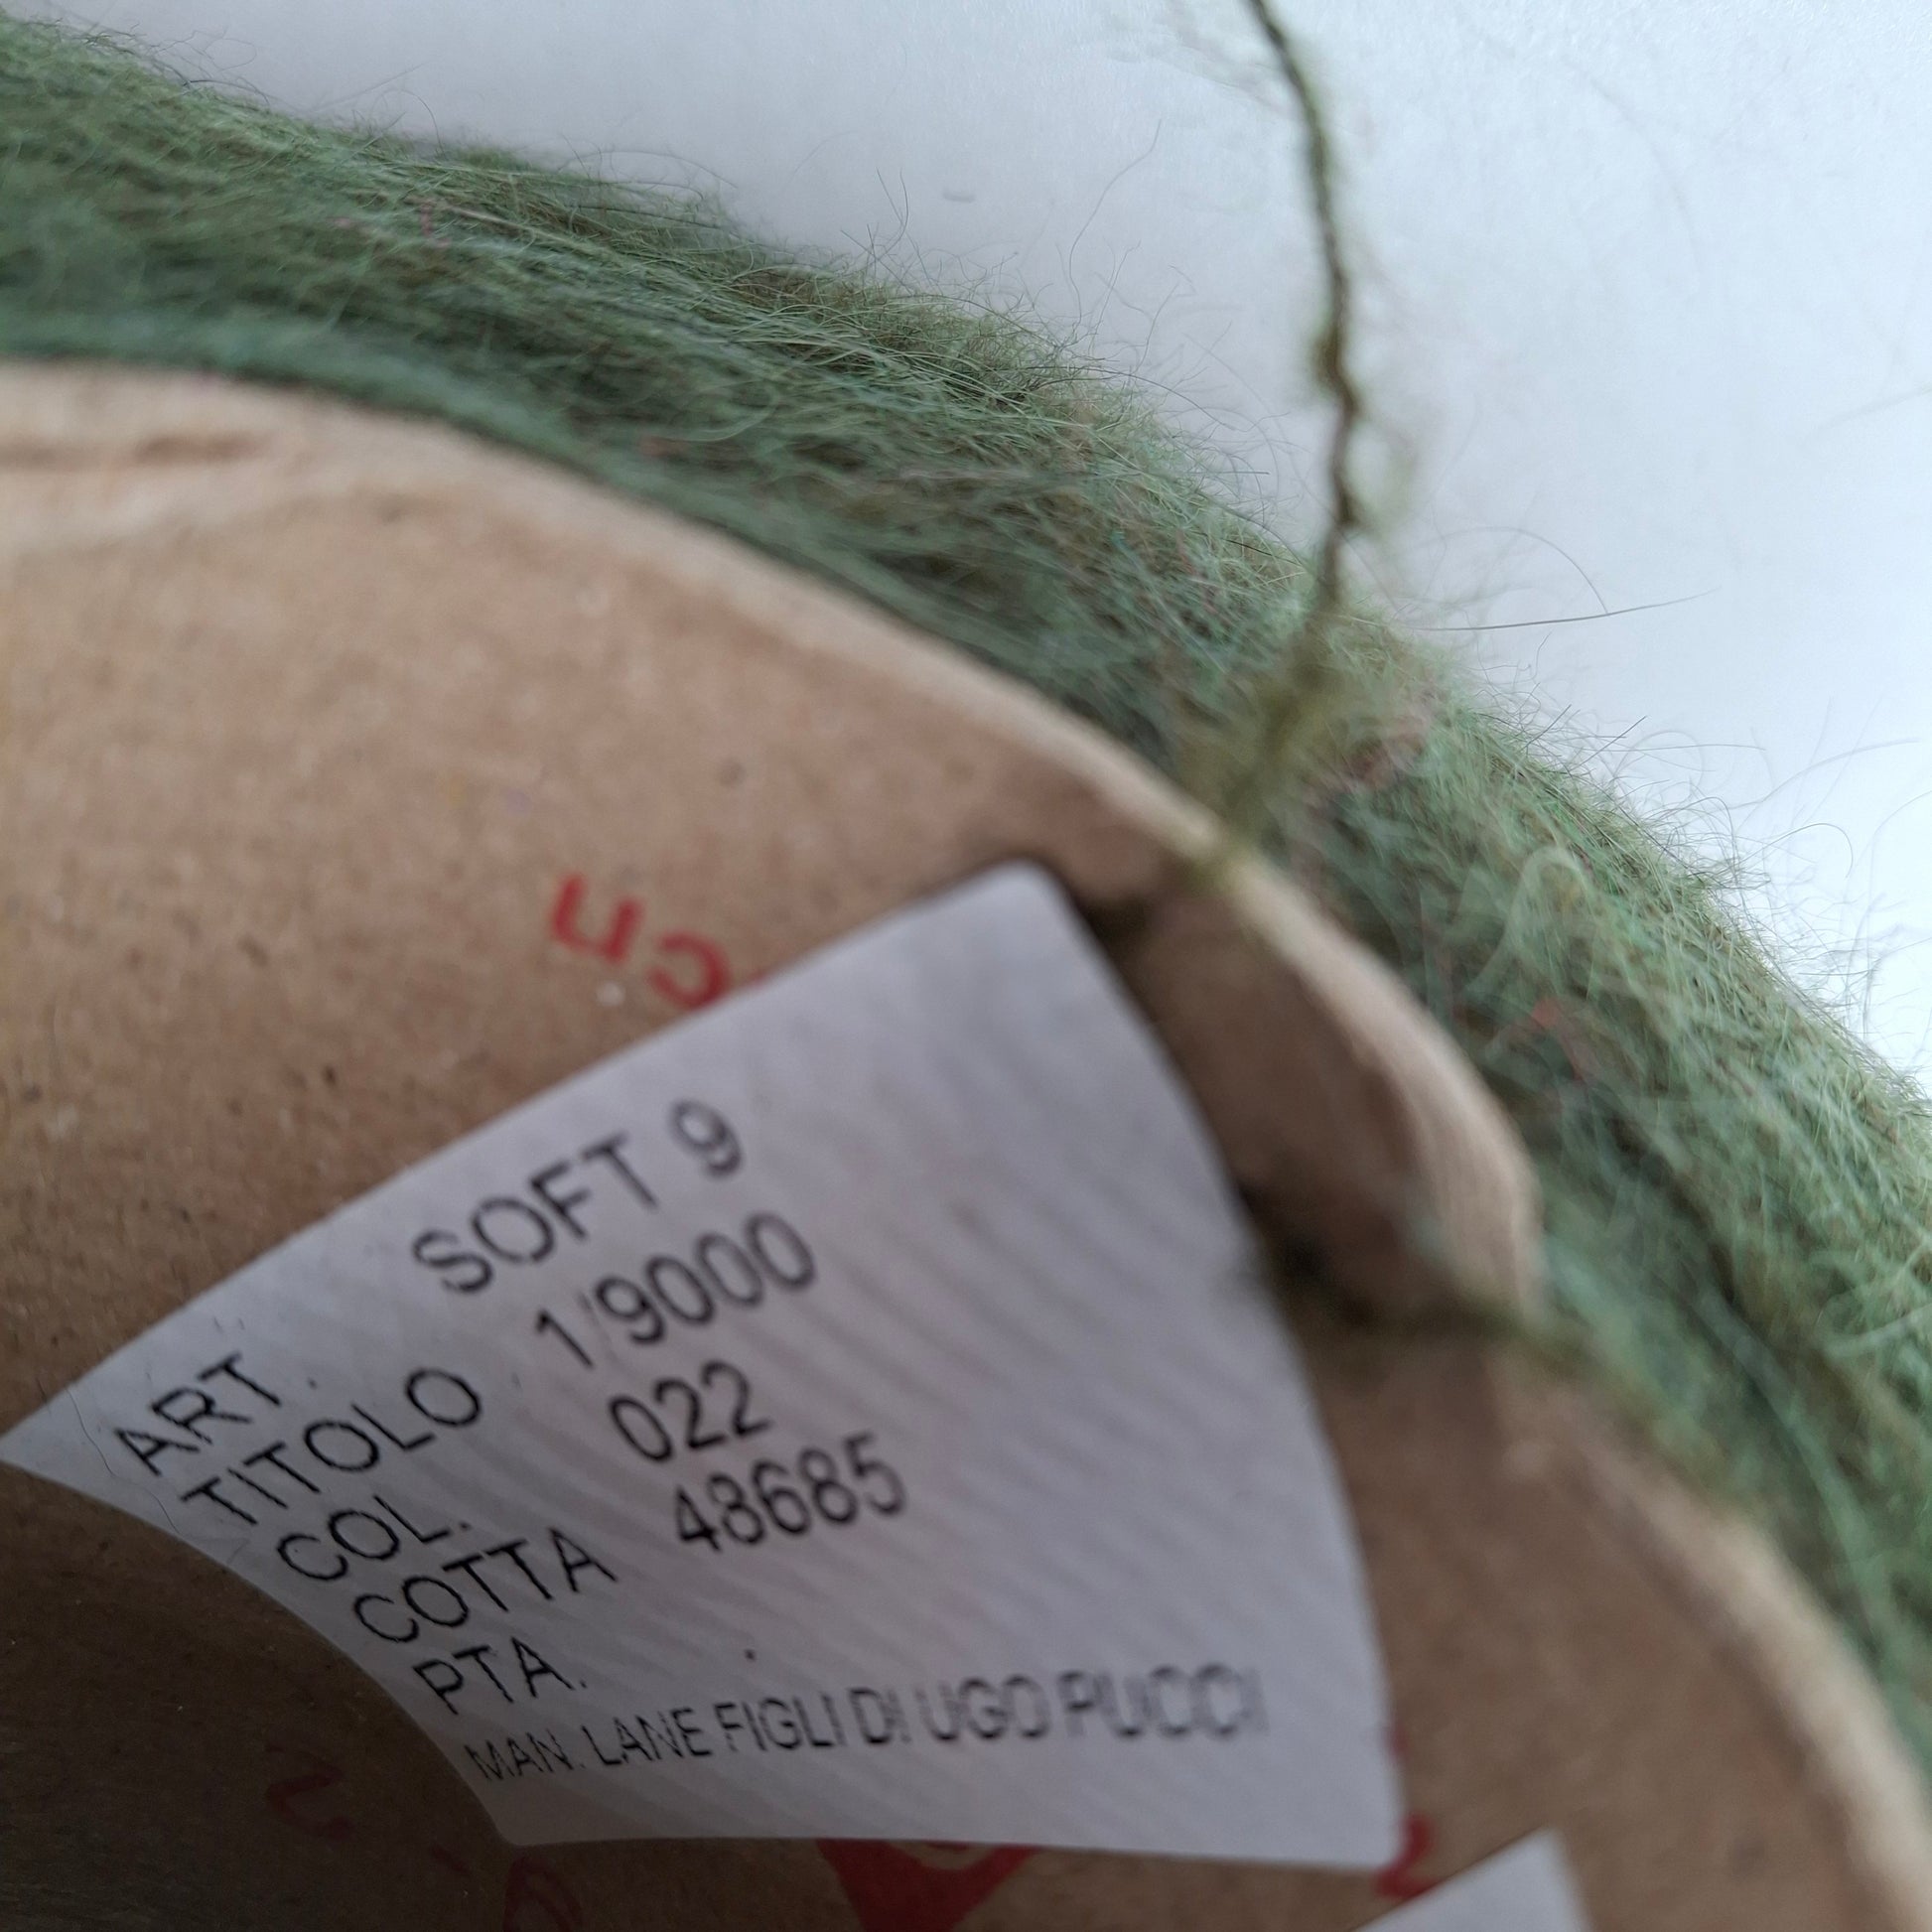 ART. SOFT 9
TITOLO 1/9000
COL. 022
COTTA 48685
PTA.
MAN. LANE FIGLI DI UGO PUCCI